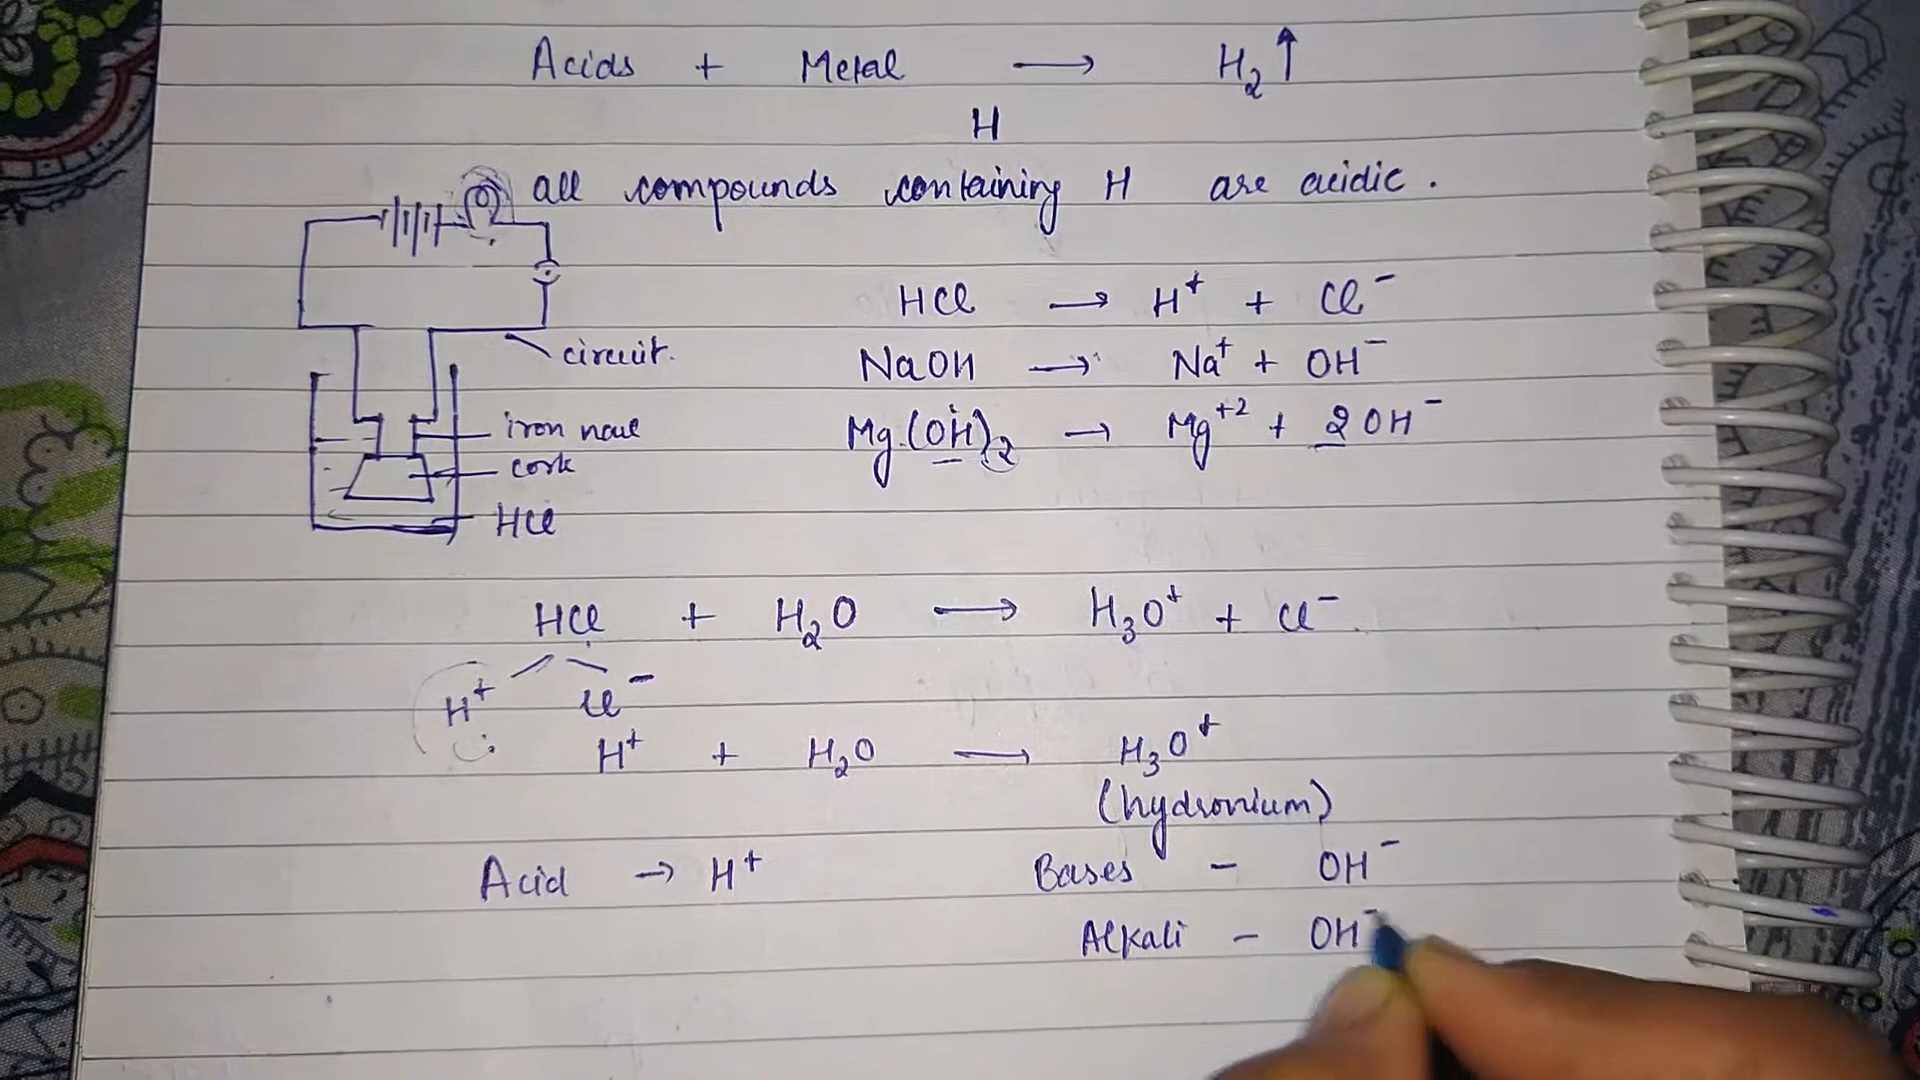 Acids + Metal → H₂↑
H
all compounds containing H are acidic.
HCl → H⁺ + Cl⁻
circuit.
NaOH → Na⁺ + OH⁻
iron nail
Mg(OH)₂ → Mg⁺² + 2OH⁻
cork
HCl
HCl + H₂O → H₃O⁺ + Cl⁻
H⁺ Cl⁻
H⁺ + H₂O → H₃O⁺
(hydronium)
Acid → H⁺
Bases - OH⁻
Alkali - OH⁻